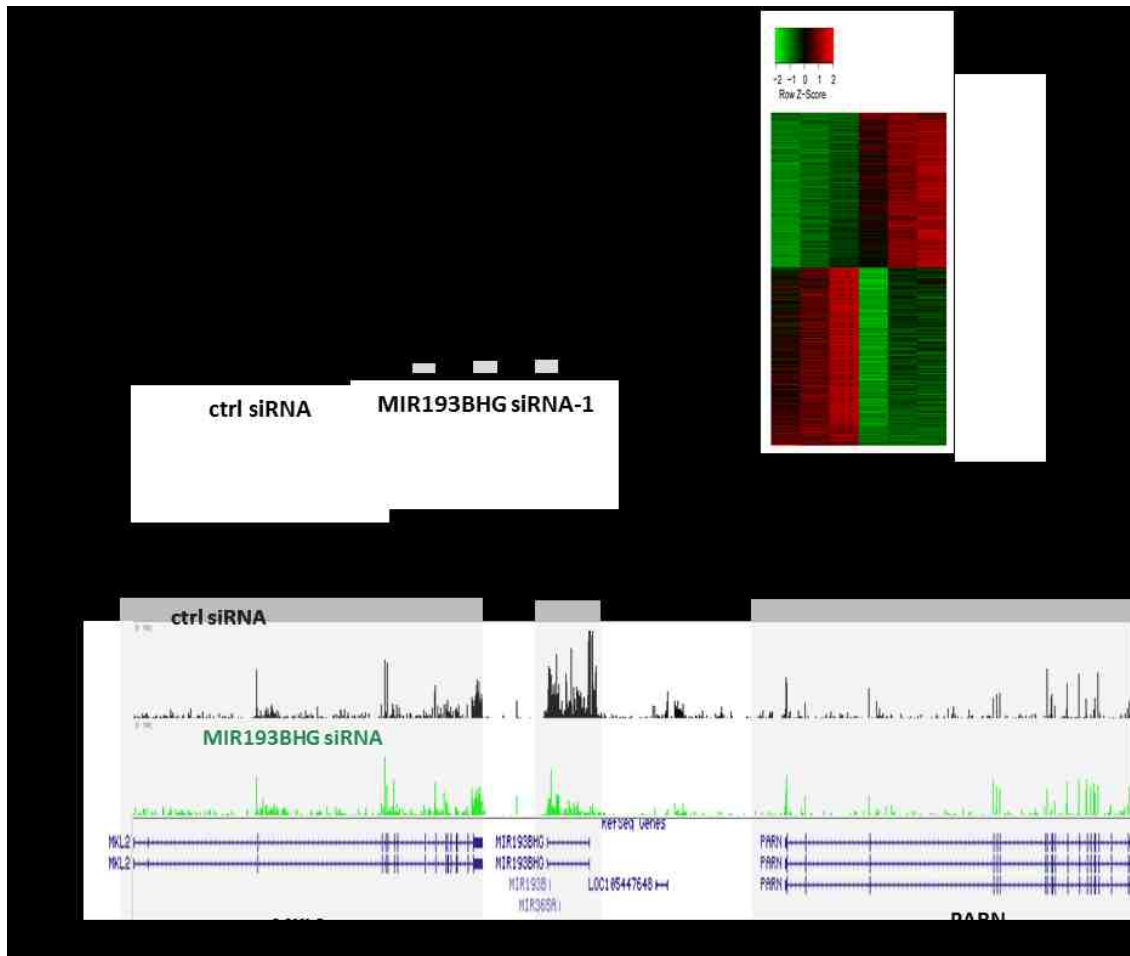 -2 -1 0 1 2
Row Z-Score
ctrl siRNA
MIR193BHG siRNA-1
ctrl siRNA
MIR193BHG siRNA
RefSeq Genes
MKL2
MIR193BHG
PARN
MKL2
MIR193BHG
PARN
MIR193B
LOC105447648
PARN
MIR365A
PARN